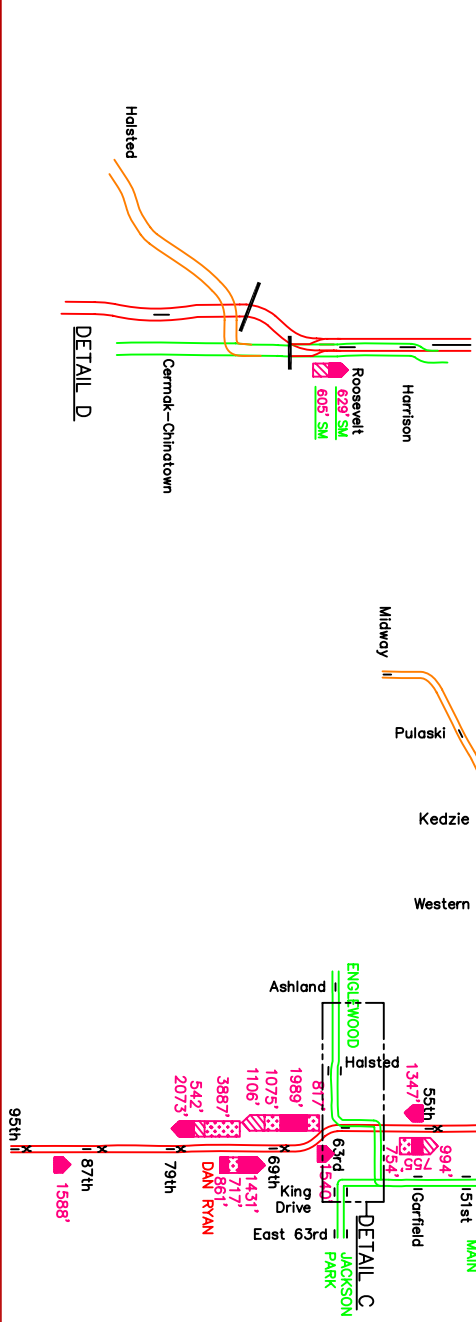 Halsted
DETAIL D
Cermak-Chinatown
Roosevelt
629' SM
605' SM
Harrison
Midway
Pulaski
Kedzie
Western
Ashland
ENGLEWOOD
Halsted
1347'
55th
994'
755'
754'
51st
Garfield
MAIN
817'
1989'
1075'
1106'
3887'
542'
2073'
63rd
1540'
King
Drive
East 63rd
DETAIL C
JACKSON
PARK
69th
1431'
717'
861'
DAN RYAN
79th
87th
1588'
95th